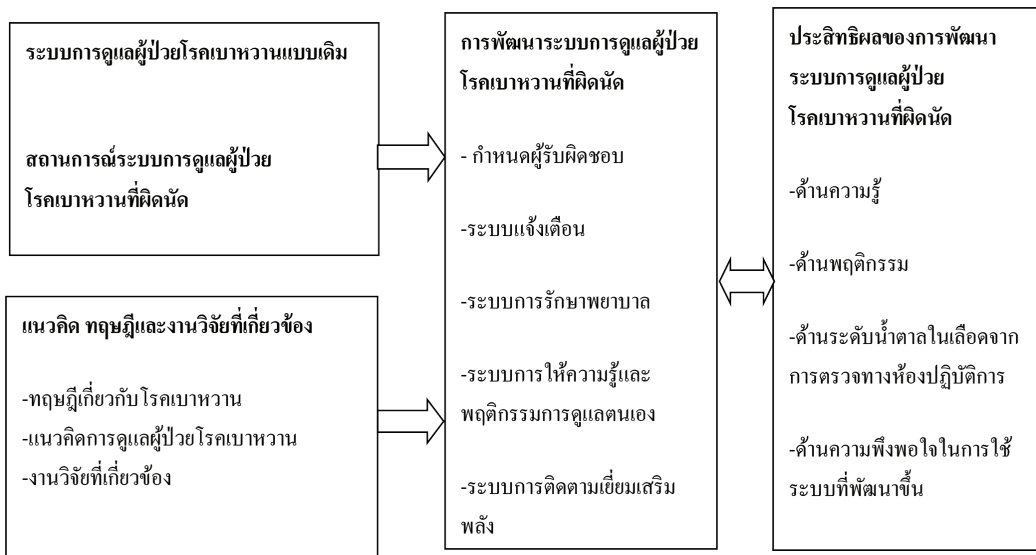 ระบบการดูแลผู้ป่วยโรคเบาหวานแบบเดิม
สถานการณ์ระบบการดูแลผู้ป่วย
โรคเบาหวานที่ผิดนัด
แนวคิด ทฤษฎีและงานวิจัยที่เกี่ยวข้อง
-ทฤษฎีเกี่ยวกับโรคเบาหวาน
-แนวคิดการดูแลผู้ป่วยโรคเบาหวาน
-งานวิจัยที่เกี่ยวข้อง
การพัฒนาระบบการดูแลผู้ป่วย
โรคเบาหวานที่ผิดนัด
- กำหนดผู้รับผิดชอบ
-ระบบแจ้งเตือน
-ระบบการรักษาพยาบาล
-ระบบการให้ความรู้และ
พฤติกรรมการดูแลตนเอง
-ระบบการติดตามเยี่ยมเสริม
พลัง
ประสิทธิผลของการพัฒนา
ระบบการดูแลผู้ป่วย
โรคเบาหวานที่ผิดนัด
-ด้านความรู้
-ด้านพฤติกรรม
-ด้านระดับน้ำตาลในเลือดจาก
การตรวจทางห้องปฏิบัติการ
-ด้านความพึงพอใจในการใช้
ระบบที่พัฒนาขึ้น